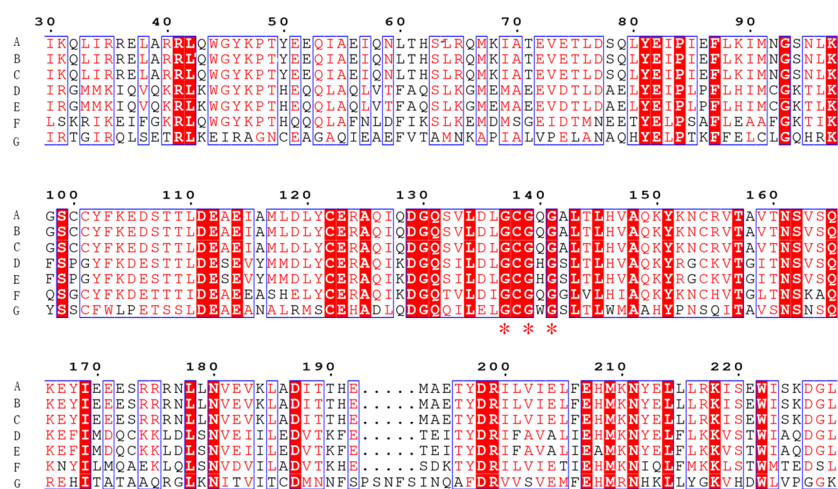 30 40 50 60 70 80 90
A IKQLIRRELARRLQWGYKPTYEEQIAEIQNLTHSLRQMKIATEVETLDSQLYEIPIEFLKIMNGSNLK
B IKQLIRRELARRLQWGYKPTYEEQIAEIQNLTHSLRQMKIATEVETLDSQLYEIPIEFLKIMNGSNLK
C IKQLIRRELARRLQWGYKPTYEEQIAEIQNLTHSLRQMKIATEVETLDSQLYEIPIEFLKIMNGSNLK
D IRGMMKIQVQKRLKWGYKPTHEQQLAQLVTFAQSLKGMEMAEEVDTLDAELYEIPLPFLHIMCGKTLK
E IRGMMKIQVQKRLKWGYKPTHEQQLAQLVTFAQSLKGMEMAEEVDTLDAELYEIPLPFLHIMCGKTLK
F LSKRIKEIFGKRLKWGYKPTHQQQLAFNLDFIKSLKEMDMSGEIDTMNEETYELPSAFLEAAFGKTIK
G IRTGIRQLSETRLKEIRAGNCEAGAQIEAEFVTAMNKAPIALVPELANAQHYELPTKFFELCLGQHRK
100 110 120 130 140 150 160
A GSCCYFKEDSTTLDEAEIAMLDLYCERAQIQDGQSVLDLGCGQGALTLHVAQKYKNCRVTAVTNSVSQ
B GSCCYFKEDSTTLDEAEIAMLDLYCERAQIQDGQSVLDLGCGQGALTLHVAQKYKNCRVTAVTNSVSQ
C GSCCYFKEDSTTLDEAEIAMLDLYCERAQIQDGQSVLDLGCGQGALTLHVAQKYKNCRVTAVTNSVSQ
D FSPGYFKDESTTLDESEVYMMDLYCERAQIKDGQSILDLGCGHGSLTLHVAQKYRGCKVTGITNSVSQ
E FSPGYFKDESTTLDESEVYMMDLYCERAQIKDGQSILDLGCGHGSLTLHVAQKYRGCKVTGITNSVSQ
F QSGCYFKDETTTIDEAEEASHELYCERAQIKDGQTVLDIGCGQGGLVLHIAQKYKNCHVTGLTNSKAQ
G YSSCFWLPETSSLDEAEANALRMSCEHADLQDGQQILELGCGWGSLTLWMAAHYPNSQITAVSNSNSQ
* * *
170 180 190 200 210 220
A KEYIEEESRRRNLLNVEVKLADITTHE.....MAETYDRILVIELFEHMKNYELLLRKISEWISKDGL
B KEYIEEESRRRNLLNVEVKLADITTHE.....MAETYDRILVIELFEHMKNYELLLRKISEWISKDGL
C KEYIEEESRRRNLLNVEVKLADITTHE.....MAETYDRILVIELFEHMKNYELLLRKISEWISKDGL
D KEFIMDQCKKLDLSNVEIILEDVTKFE.....TEITYDRIFAVALIEHMKNYELFLKKVSTWIAQDGL
E KEFIMDQCKKLDLSNVEIILEDVTKFE.....TEITYDRIFAVALIEAMKNYELFLKKVSTWIAQDGL
F KNYILMQAEKLQLSNVDVILADVTKHE.....SDKTYDRILVIETIEHMKNIQLFMKKLSTWMTEDSL
G REHITATAAQRGLKNITVITCDMNNFSPSNFSINQAFDRVVSVEMFEHMRNHKLLYGKVHDWLVPGGK